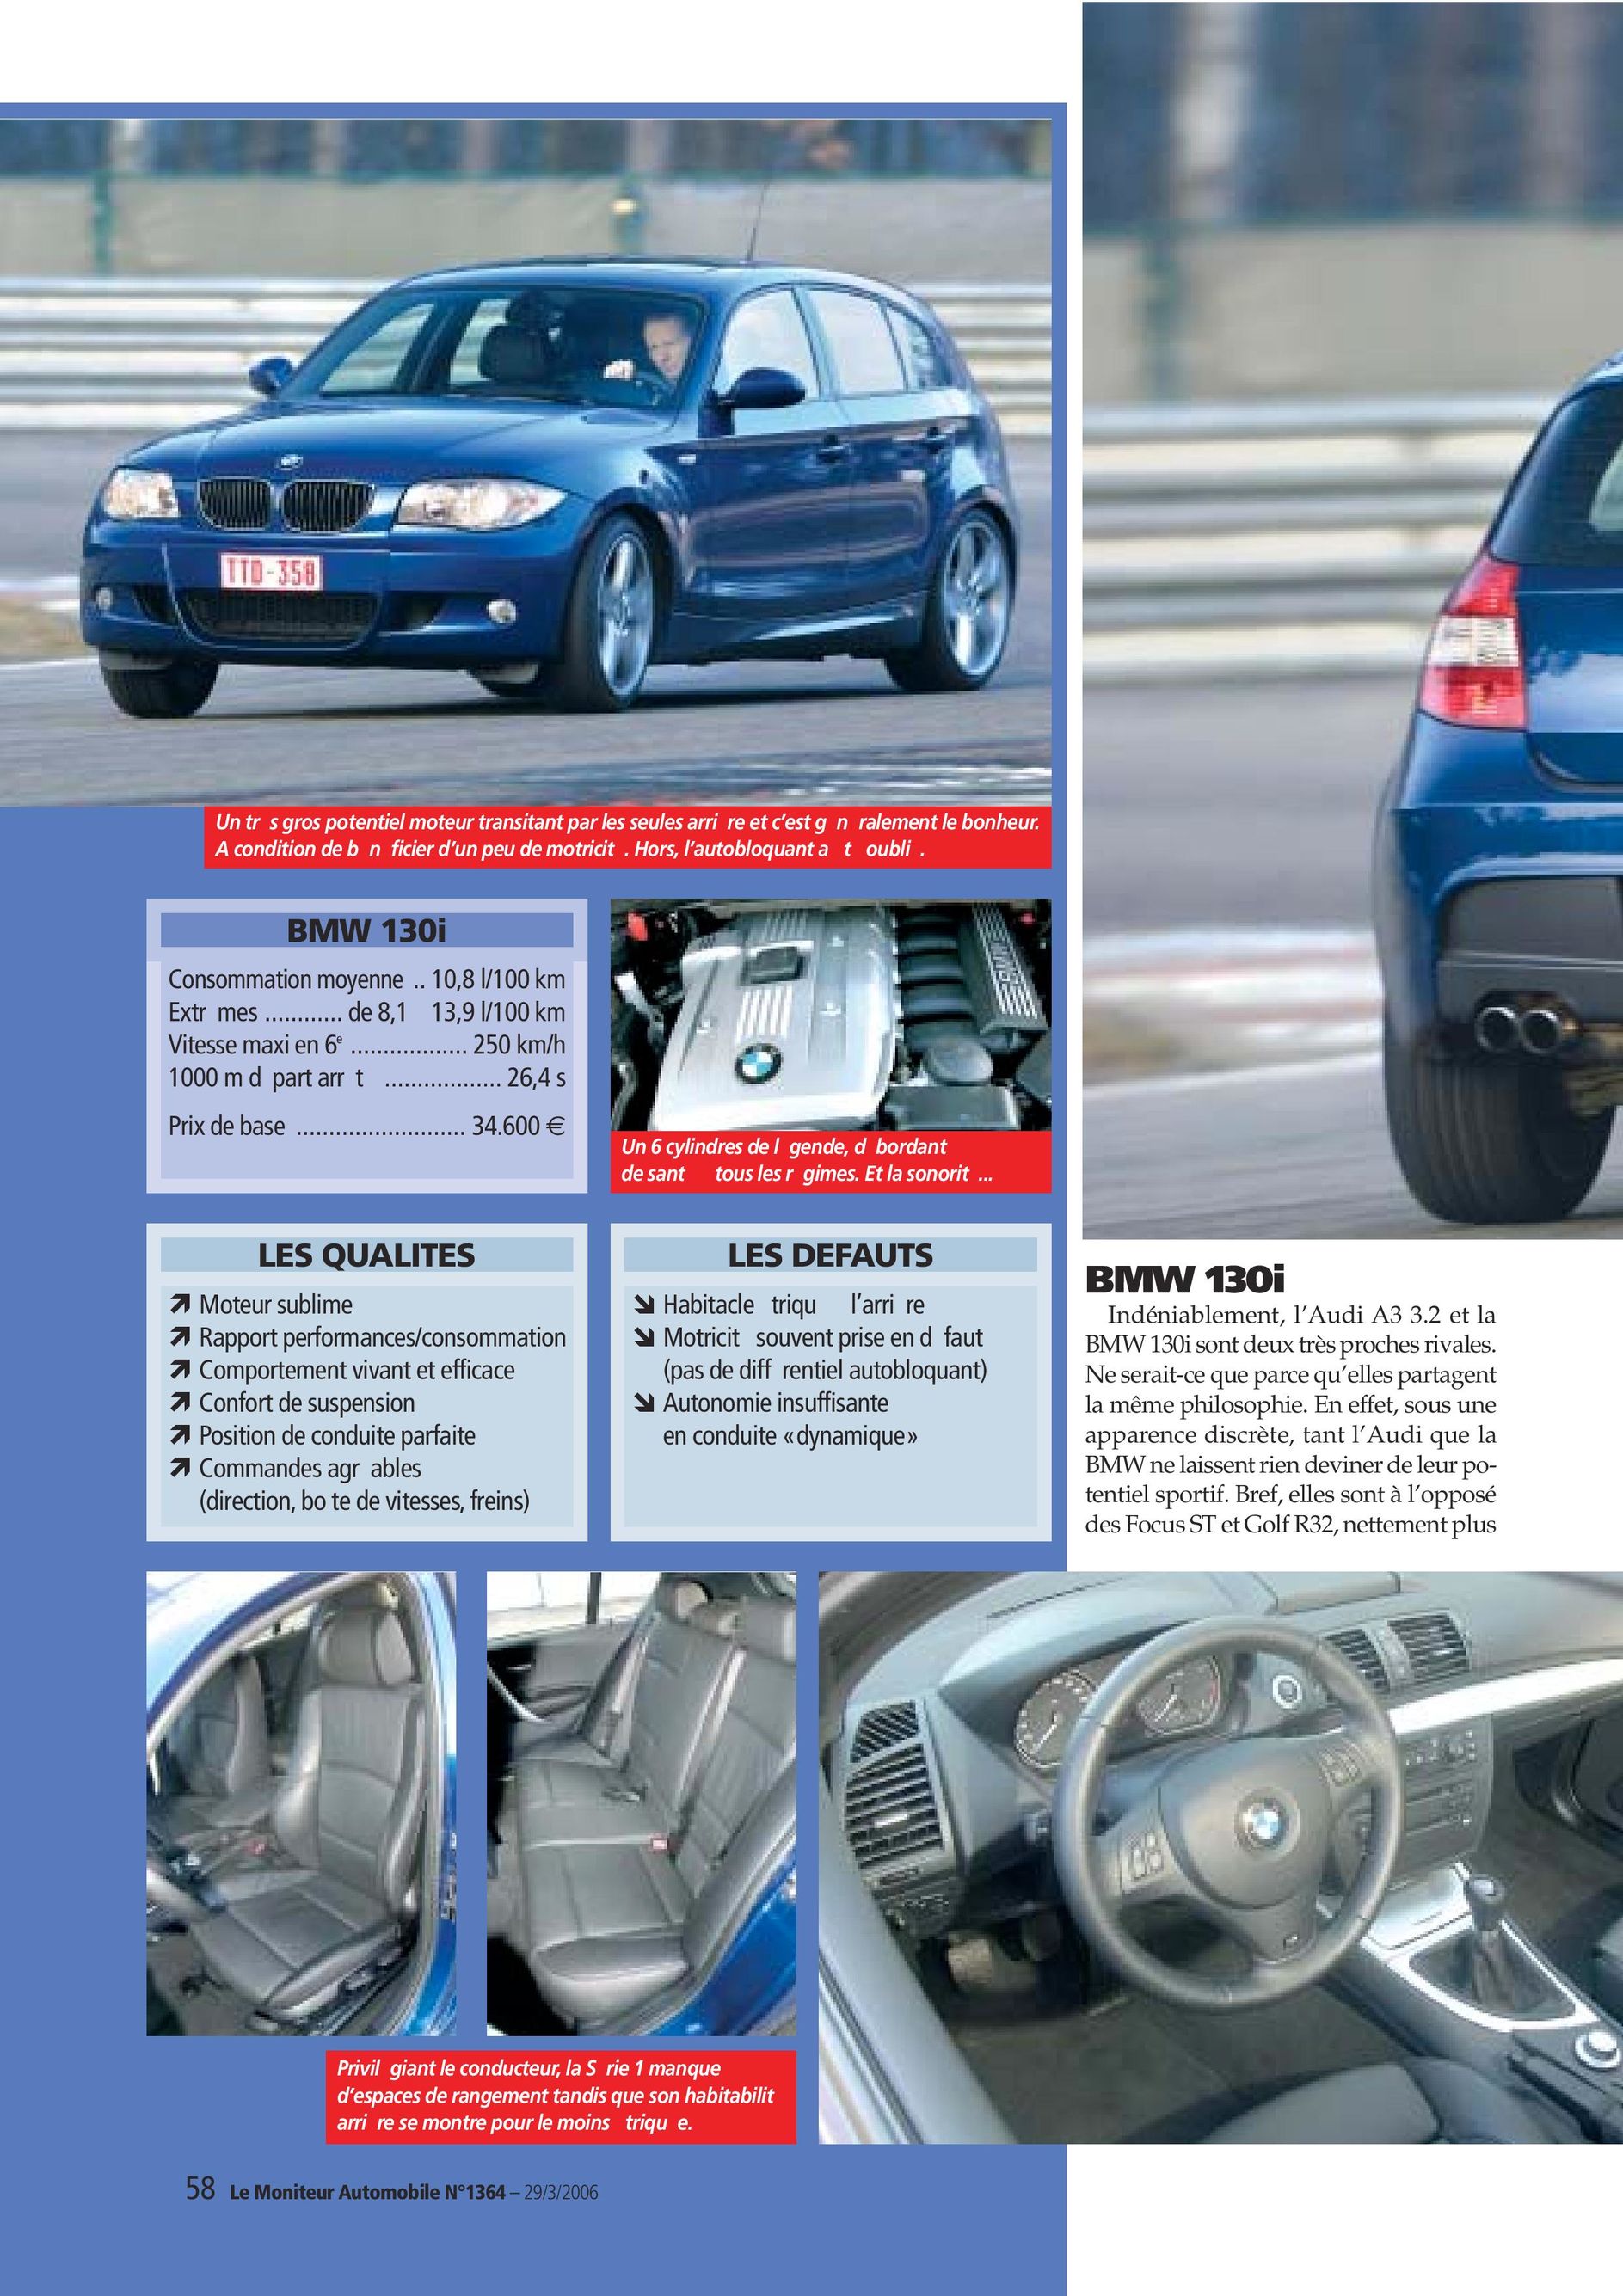 TTD-358
Un tr s gros potentiel moteur transitant par les seules arri re et c’est g n ralement le bonheur.
A condition de b n ficier d’un peu de motricit . Hors, l’autobloquant a t oubli .
BMW 130i
Consommation moyenne .. 10,8 l/100 km
Extr mes ............ de 8,1 13,9 l/100 km
Vitesse maxi en 6e .................. 250 km/h
1000 m d part arr t .................. 26,4 s
Prix de base .......................... 34.600 €
BMW
Un 6 cylindres de l gende, d bordant
de sant tous les r gimes. Et la sonorit ...
LES QUALITES
Moteur sublime
Rapport performances/consommation
Comportement vivant et efficace
Confort de suspension
Position de conduite parfaite
Commandes agr ables
(direction, bo te de vitesses, freins)
LES DEFAUTS
Habitacle triqu l’arri re
Motricit souvent prise en d faut
(pas de diff rentiel autobloquant)
Autonomie insuffisante
en conduite «dynamique»
BMW 130i
Indéniablement, l’Audi A3 3.2 et la
BMW 130i sont deux très proches rivales.
Ne serait-ce que parce qu’elles partagent
la même philosophie. En effet, sous une
apparence discrète, tant l’Audi que la
BMW ne laissent rien deviner de leur po-
tentiel sportif. Bref, elles sont à l’opposé
des Focus ST et Golf R32, nettement plus
Privil giant le conducteur, la S rie 1 manque
d’espaces de rangement tandis que son habitabilit
arri re se montre pour le moins triqu e.
58 Le Moniteur Automobile N°1364 – 29/3/2006